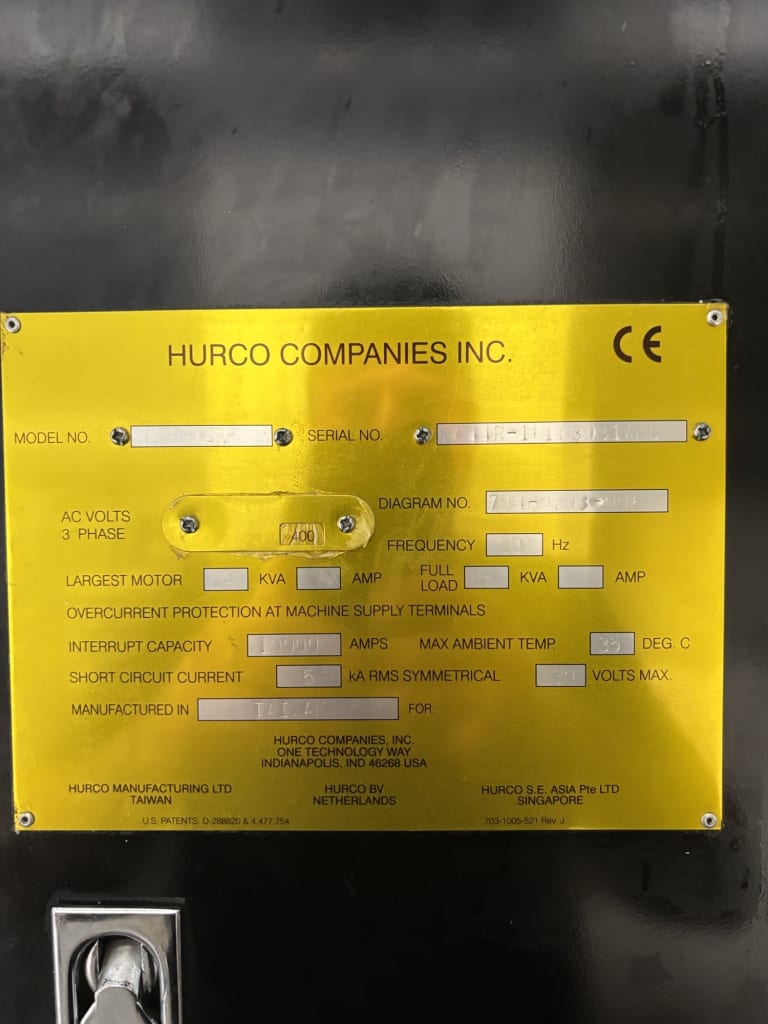 HURCO COMPANIES INC.
CE
MODEL NO.
SERIAL NO.
AC VOLTS
3 PHASE
400
DIAGRAM NO.
FREQUENCY Hz
LARGEST MOTOR KVA AMP
FULL
LOAD KVA AMP
OVERCURRENT PROTECTION AT MACHINE SUPPLY TERMINALS
INTERRUPT CAPACITY AMPS MAX AMBIENT TEMP. 35 DEG. C
SHORT CIRCUIT CURRENT 5 kA RMS SYMMETRICAL VOLTS MAX.
MANUFACTURED IN FOR:
HURCO COMPANIES, INC.
ONE TECHNOLOGY WAY
INDIANAPOLIS, IND 46268 USA
HURCO MANUFACTURING LTD
TAIWAN
HURCO BV
NETHERLANDS
HURCO S.E. ASIA Pte LTD
SINGAPORE
U.S. PATENTS: D-288820 & 4,477,754
703-1005-521 Rev. J